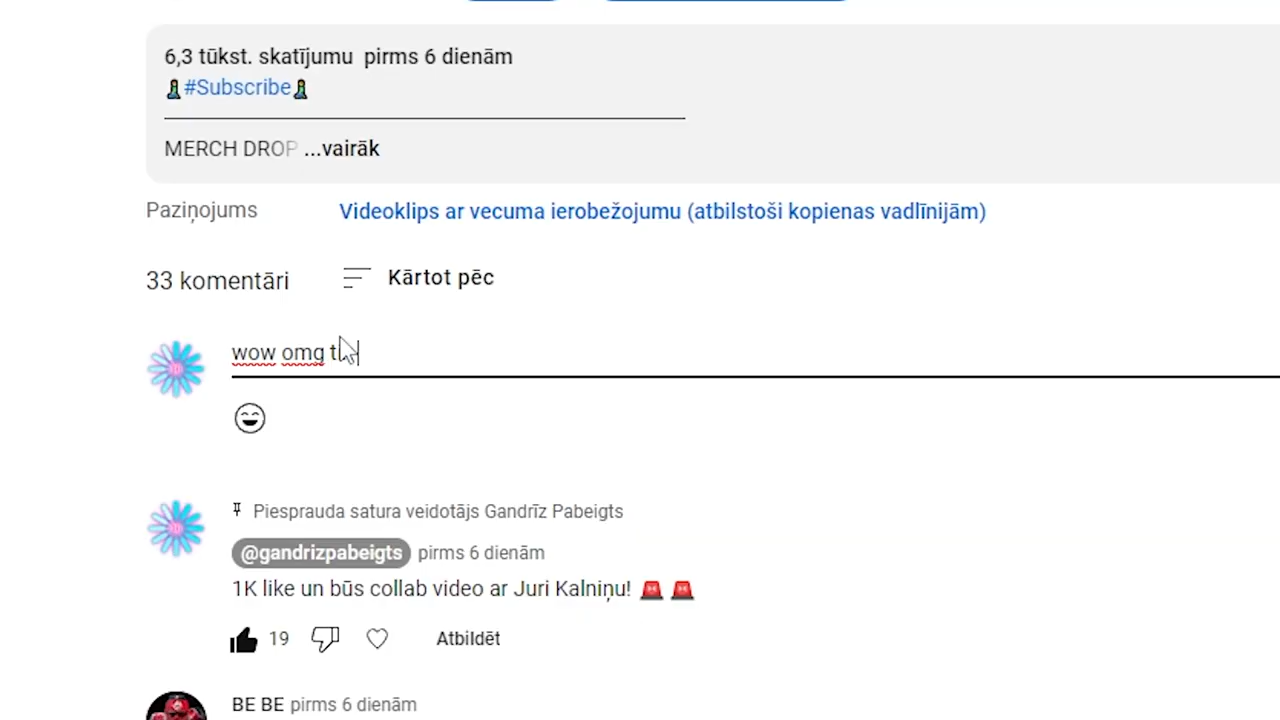 6,3 tūkst. skatījumu pirms 6 dienām
#Subscribe
MERCH DROP ...vairāk
Paziņojums Videoklips ar vecuma ierobežojumu (atbilstoši kopienas vadlīnijām)
33 komentāri Kārtot pēc
wow omg
Piesprauda satura veidotājs Gandrīz Pabeigts
@gandrizpabeigts pirms 6 dienām
1K like un būs collab video ar Juri Kalniņu! 🚨 🚨
19 Atbildēt
BE BE pirms 6 dienām